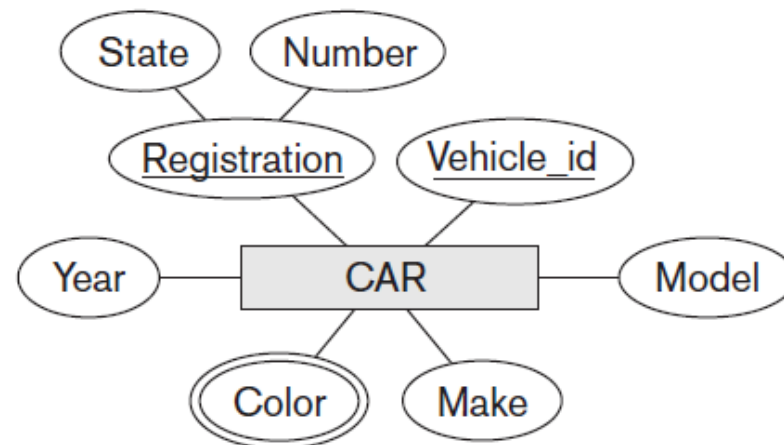 State
Number
Registration
Vehicle_id
Year
CAR
Model
Color
Make